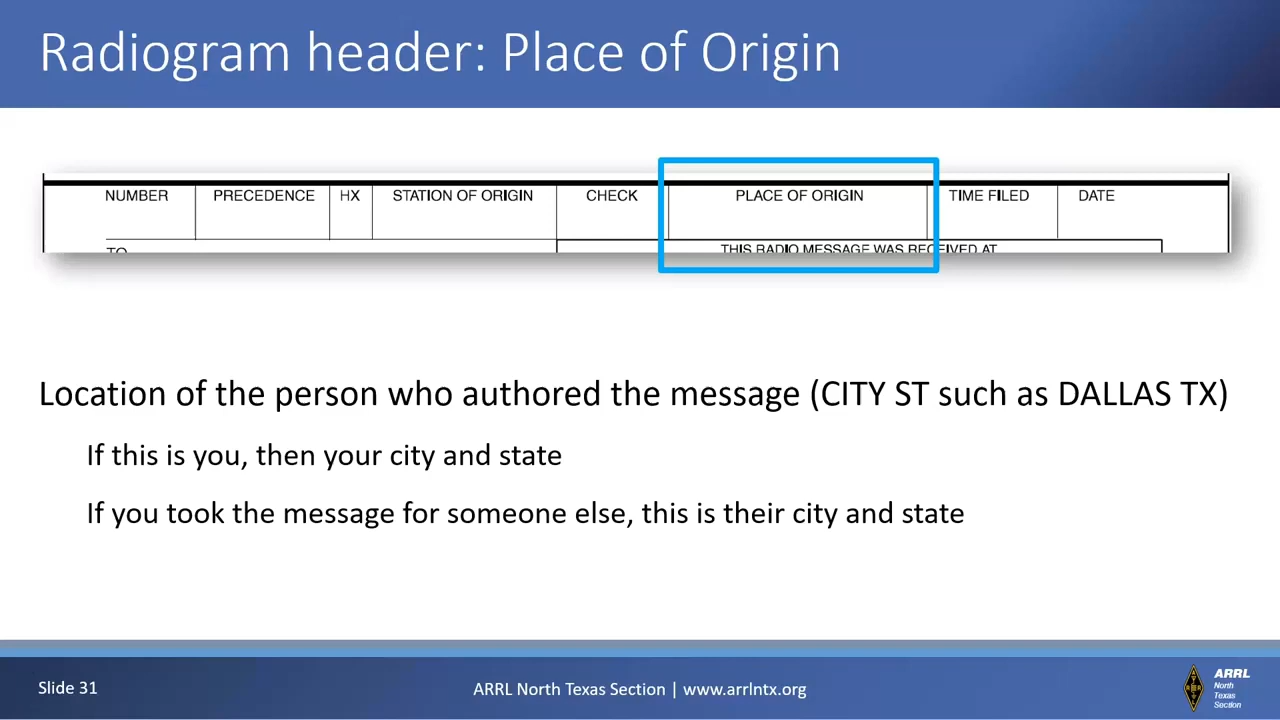 Radiogram header: Place of Origin
NUMBER PRECEDENCE HX STATION OF ORIGIN CHECK PLACE OF ORIGIN TIME FILED DATE
TO THIS RADIO MESSAGE WAS RECEIVED AT
Location of the person who authored the message (CITY ST such as DALLAS TX)
If this is you, then your city and state
If you took the message for someone else, this is their city and state
Slide 31
ARRL North Texas Section | www.arrlntx.org
ARRL
North
Texas
Section